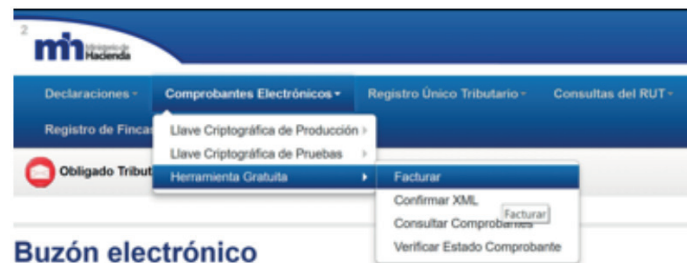 2
mh Ministerio de Hacienda
Declaraciones Comprobantes Electrónicos Registro Único Tributario Consultas del RUT
Registro de Fincas
Llave Criptográfica de Producción
Llave Criptográfica de Pruebas
Obligado Tribut
Herramienta Gratuita Facturar
Confirmar XML
Facturar
Consultar Comprobantes
Verificar Estado Comprobante
Buzón electrónico